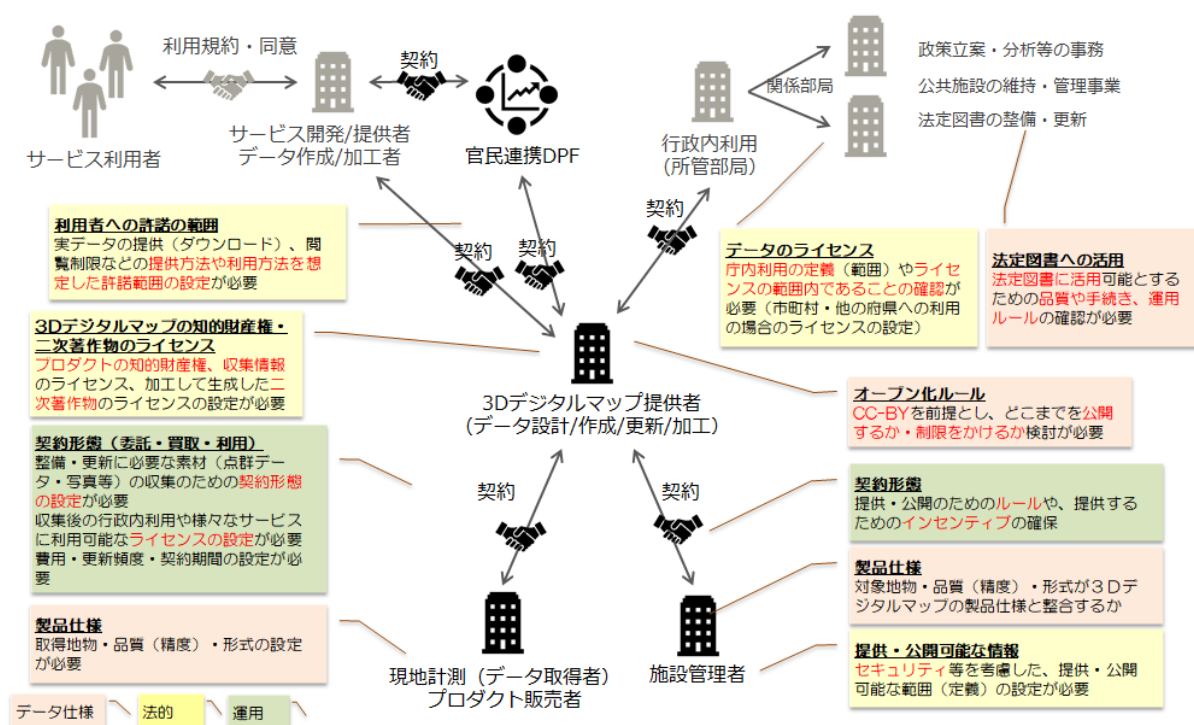 利用規約・同意
契約
サービス利用者
サービス開発/提供者
データ作成/加工者
官民連携DPF
行政内利用
(所管部局)
関係部局
政策立案・分析等の事務
公共施設の維持・管理事業
法定図書の整備・更新
利用者への許諾の範囲
実データの提供（ダウンロード）、閲
覧制限などの提供方法や利用方法を想
定した許諾範囲の設定が必要
契約
契約
契約
データのライセンス
庁内利用の定義（範囲）やライセ
ンスの範囲内であることの確認が
必要（市町村・他の府県への利用
の場合のライセンスの設定）
法定図書への活用
法定図書に活用可能とする
ための品質や手続き、運用
ルールの確認が必要
3Dデジタルマップの知的財産権・
二次著作物のライセンス
プロダクトの知的財産権、収集情報
のライセンス、加工して生成した二
次著作物のライセンスの設定が必要
3Dデジタルマップ提供者
（データ設計/作成/更新/加工）
オープン化ルール
CC-BYを前提とし、どこまでを公開
するか・制限をかけるか検討が必要
契約形態（委託・買取・利用）
整備・更新に必要な素材（点群デー
タ・写真等）の収集のための契約形態
の設定が必要
収集後の行政内利用や様々なサービス
に利用可能なライセンスの設定が必要
費用・更新頻度・契約期間の設定が必
要
契約
契約
契約形態
提供・公開のためのルールや、提供する
ためのインセンティブの確保
製品仕様
対象地物・品質（精度）・形式が３Ｄデ
ジタルマップの製品仕様と整合するか
製品仕様
取得地物・品質（精度）・形式の設定
が必要
現地計測（データ取得者）
プロダクト販売者
施設管理者
提供・公開可能な情報
セキュリティ等を考慮した、提供・公開
可能な範囲（定義）の設定が必要
データ仕様
法的
運用